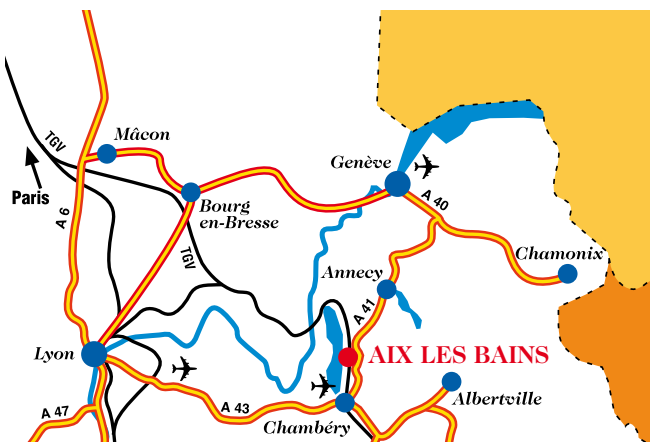 TGV
Mâcon
Genève
Paris
A 6
A 40
Bourg
en-Bresse
TGV
Chamonix
Annecy
A 41
Lyon
AIX LES BAINS
A 47
A 43
Albertville
Chambéry